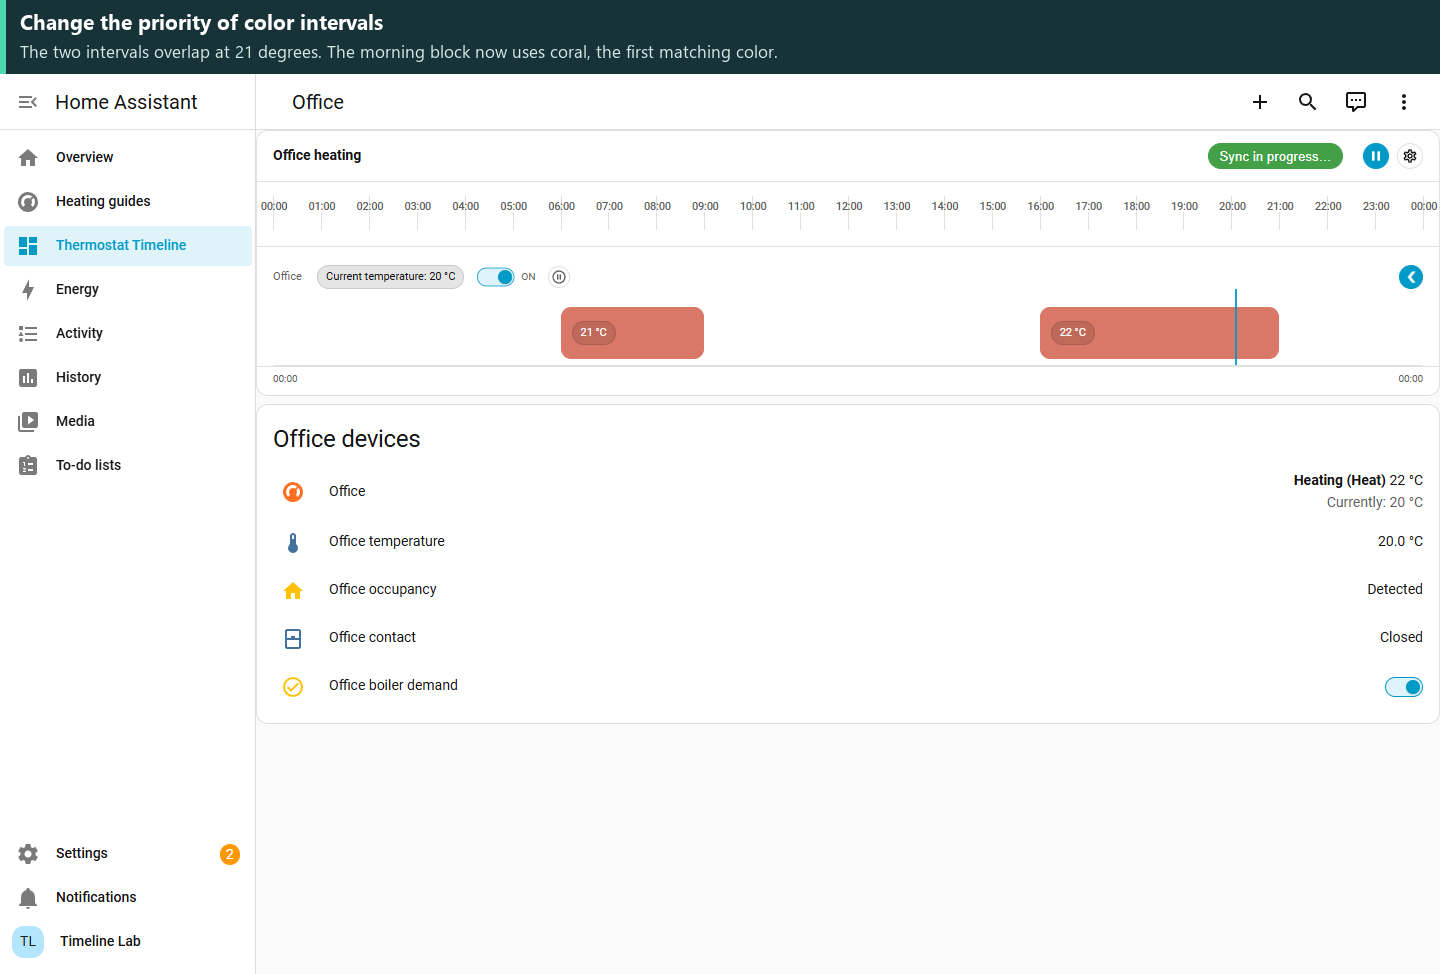 Change the priority of color intervals
The two intervals overlap at 21 degrees. The morning block now uses coral, the first matching color.
Home Assistant
Office
Overview
Heating guides
Thermostat Timeline
Energy
Activity
History
Media
To-do lists
Settings
2
Notifications
TL
Timeline Lab
Office heating
Sync in progress...
00:00 01:00 02:00 03:00 04:00 05:00 06:00 07:00 08:00 09:00 10:00 11:00 12:00 13:00 14:00 15:00 16:00 17:00 18:00 19:00 20:00 21:00 22:00 23:00 00:00
Office Current temperature: 20 °C ON
21 °C 22 °C
00:00 00:00
Office devices
Office Heating (Heat) 22 °C
Currently: 20 °C
Office temperature 20.0 °C
Office occupancy Detected
Office contact Closed
Office boiler demand